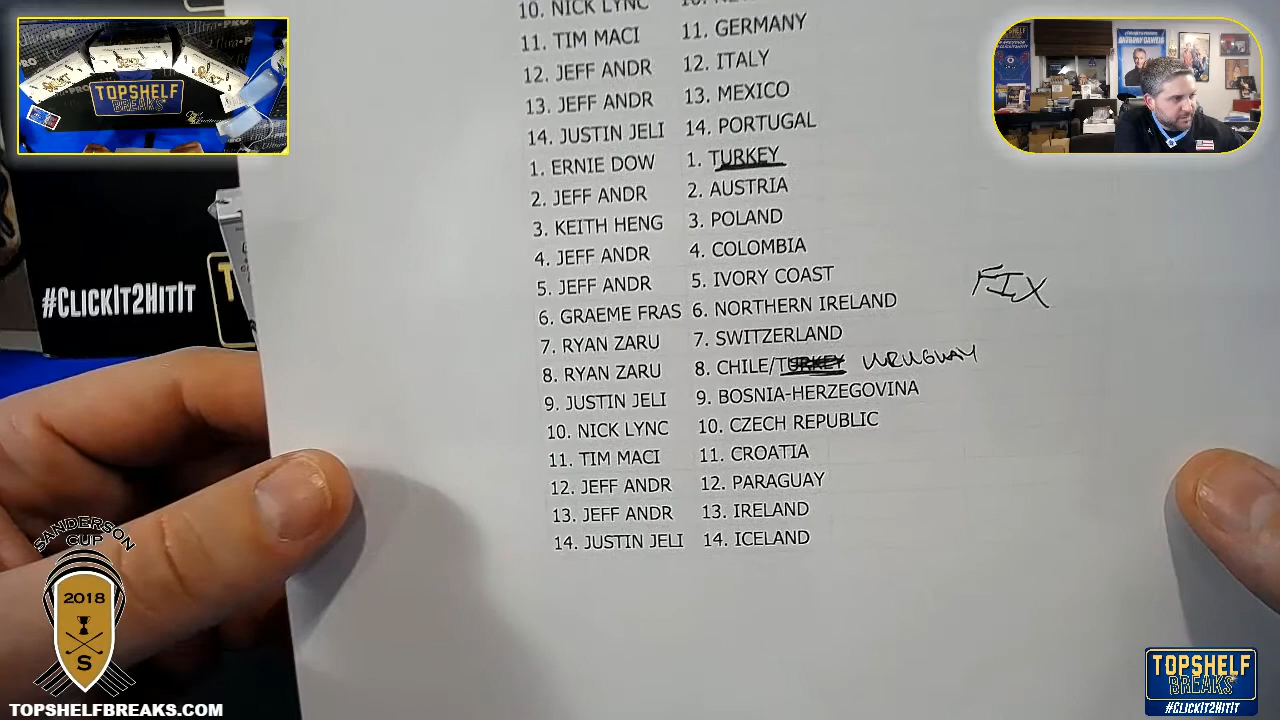 10. NICK LYNC
11. TIM MACI 11. GERMANY
12. JEFF ANDR 12. ITALY
13. JEFF ANDR 13. MEXICO
14. JUSTIN JELI 14. PORTUGAL
1. ERNIE DOW 1. TURKEY
2. JEFF ANDR 2. AUSTRIA
3. KEITH HENG 3. POLAND
4. JEFF ANDR 4. COLOMBIA
5. JEFF ANDR 5. IVORY COAST
6. GRAEME FRAS 6. NORTHERN IRELAND
FIX
7. RYAN ZARU 7. SWITZERLAND
8. RYAN ZARU 8. CHILE/TURKEY URUGUAY
9. JUSTIN JELI 9. BOSNIA-HERZEGOVINA
10. NICK LYNC 10. CZECH REPUBLIC
11. TIM MACI 11. CROATIA
12. JEFF ANDR 12. PARAGUAY
13. JEFF ANDR 13. IRELAND
14. JUSTIN JELI 14. ICELAND
TOPSHELF
BREAKS
#CLICKIT2HITIT
SANDERSON
CUP
2018
S
TOPSHELFBREAKS.COM
TOPSHELF
BREAKS
#CLICKIT2HITIT